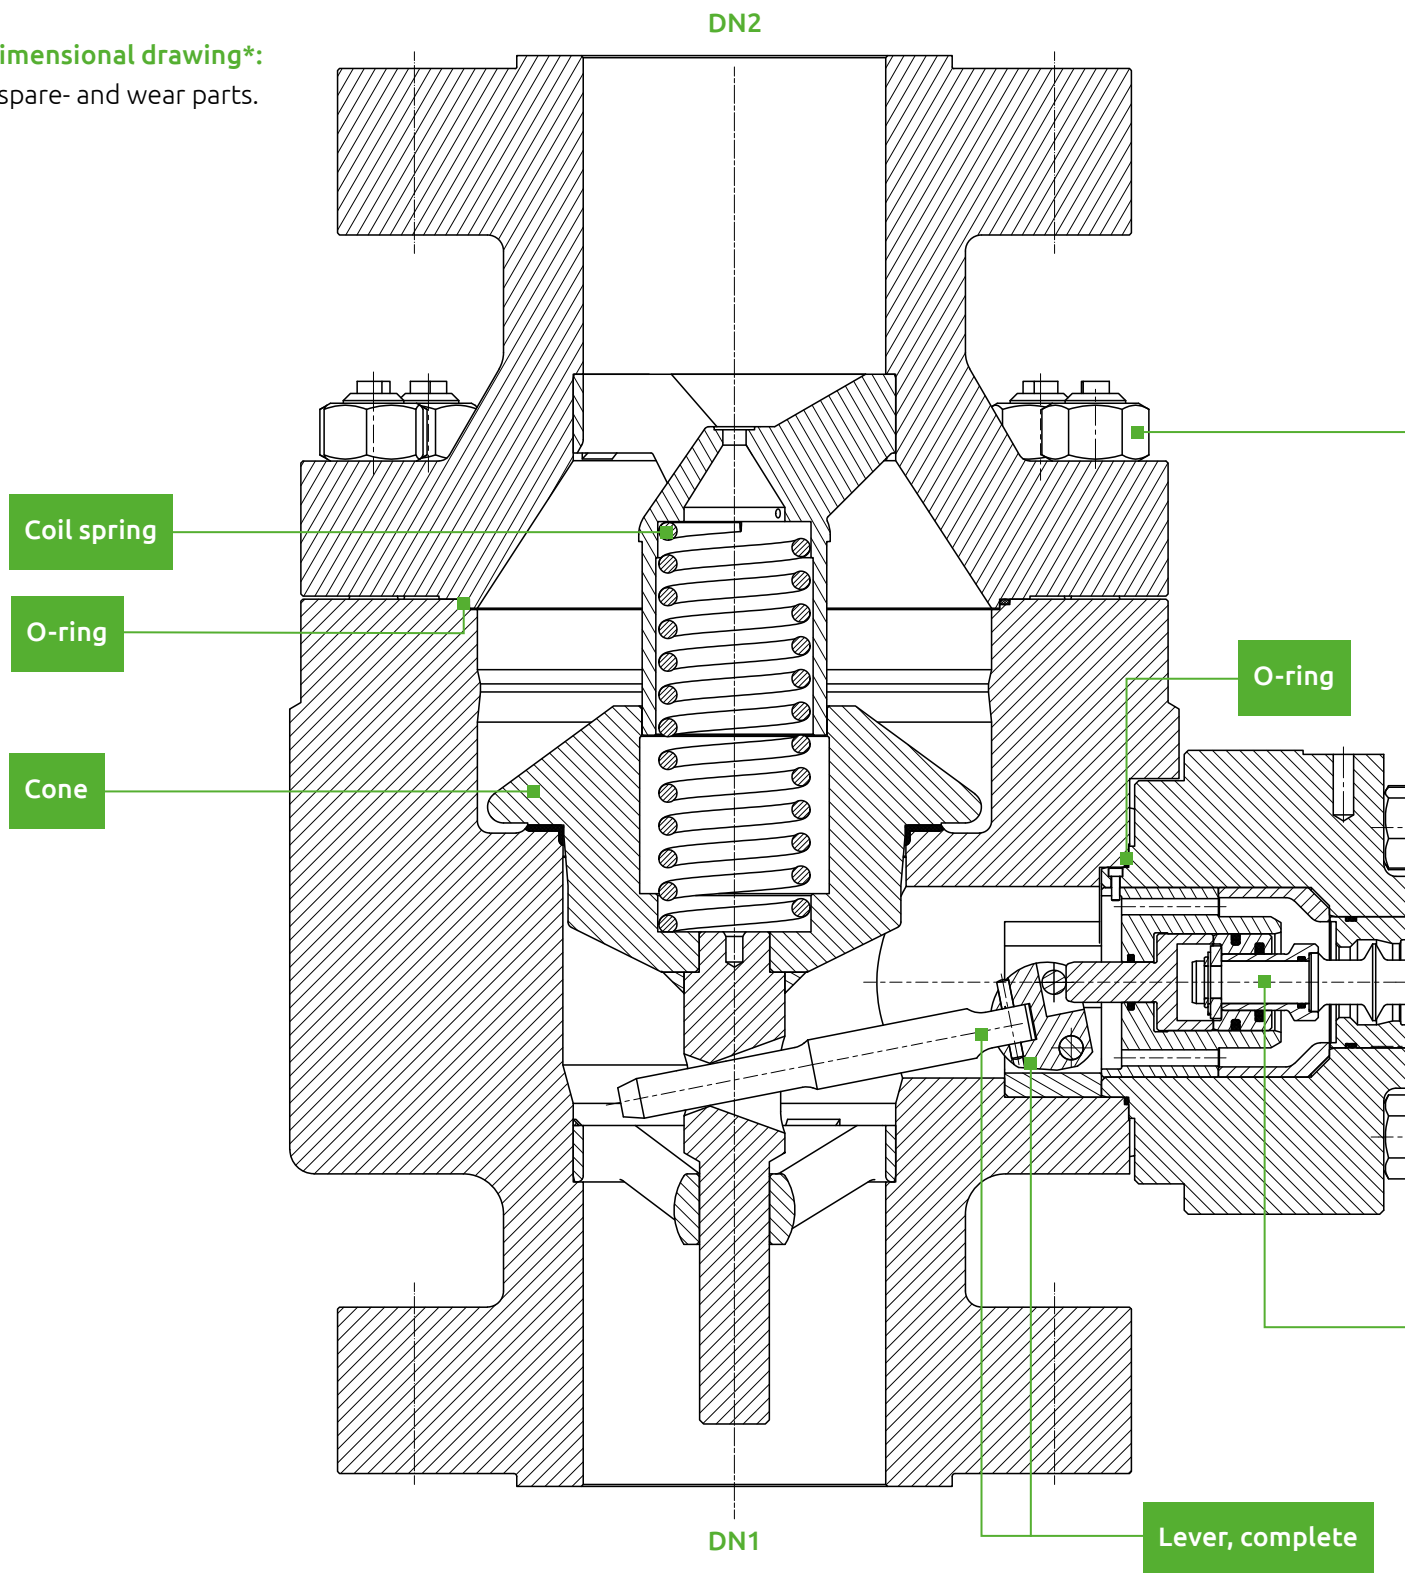 DN2
imensional drawing*:
spare- and wear parts.
Coil spring
O-ring
O-ring
Cone
Lever, complete
DN1